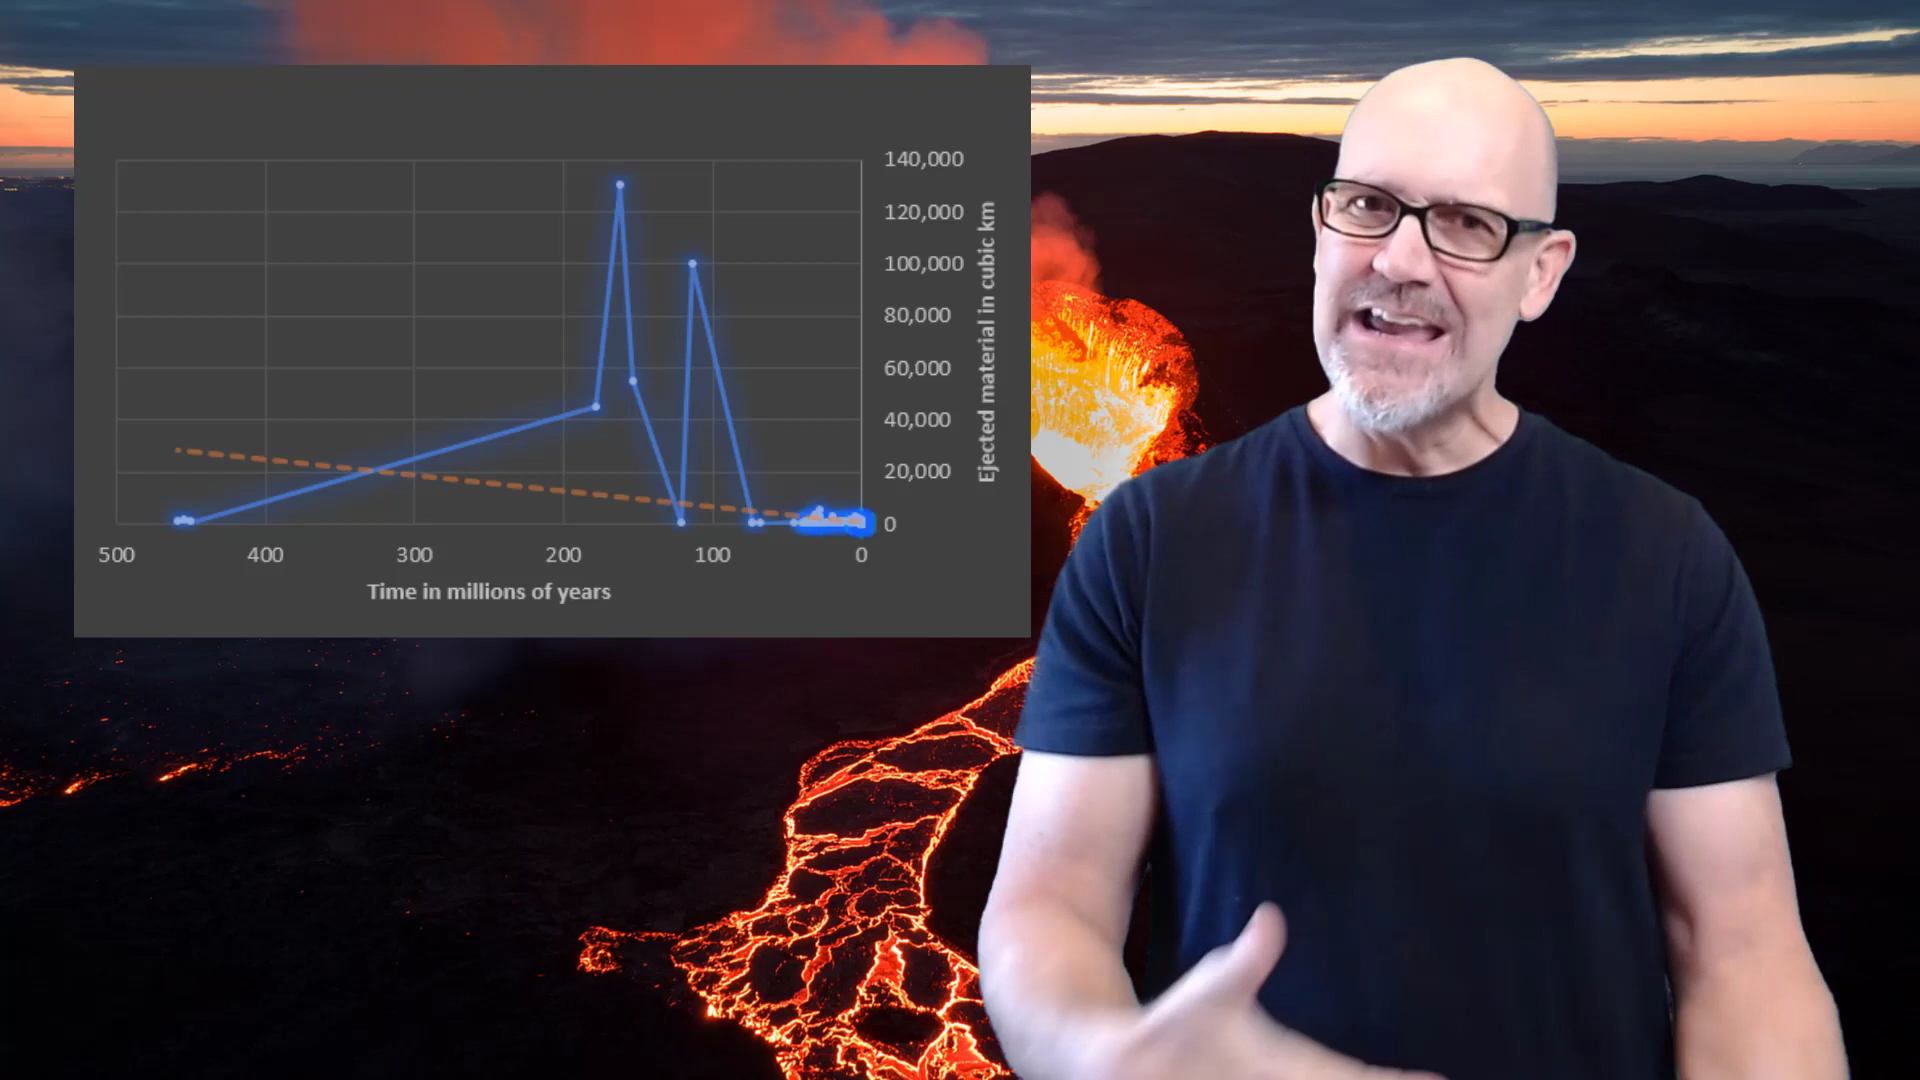 140,000
120,000
100,000
80,000
60,000
40,000
20,000
0
Ejected material in cubic km
500 400 300 200 100 0
Time in millions of years